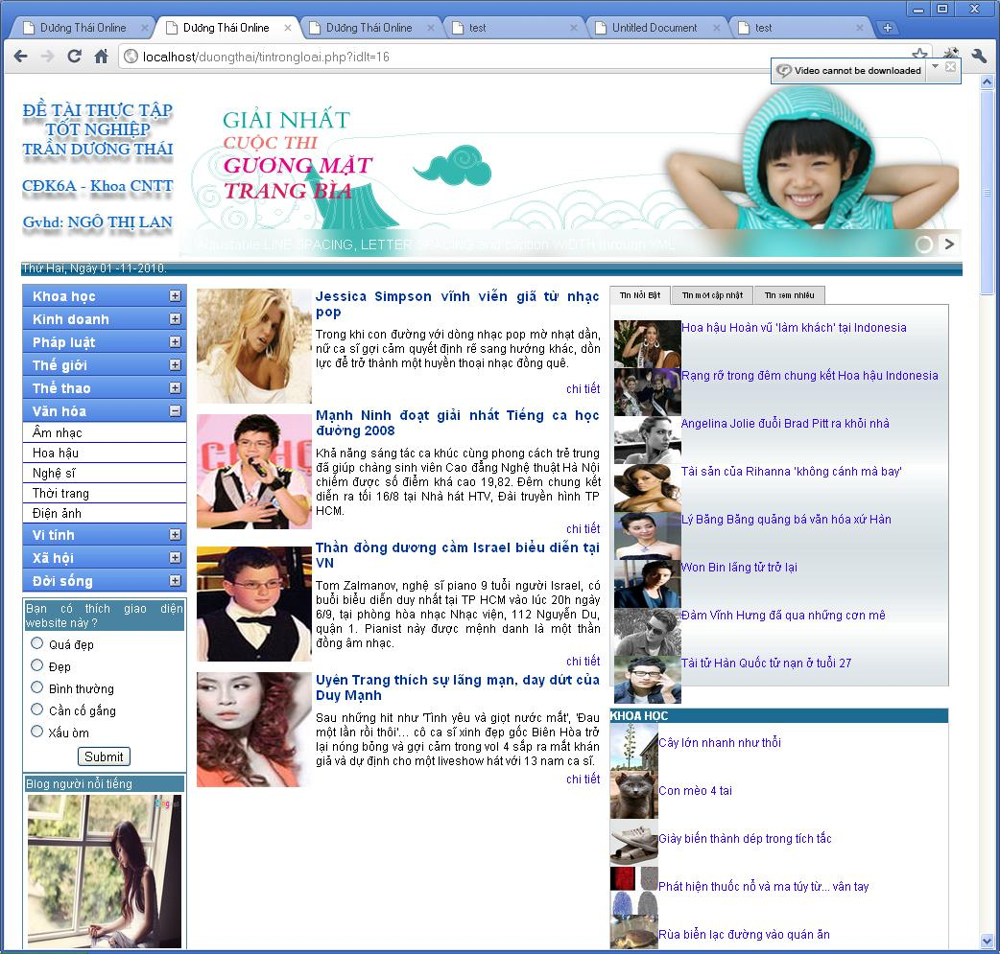 Dương Thái Online
Dương Thái Online
Dương Thái Online
test
Untitled Document
test
localhost/duongthai/tintrongloai.php?idlt=16
Video cannot be downloaded
ĐỀ TÀI THỰC TẬP
TỐT NGHIỆP
TRẦN DƯƠNG THÁI
CĐK6A - Khoa CNTT
Gvhd: NGÔ THỊ LAN
GIẢI NHẤT
CUỘC THI
GƯƠNG MẶT
TRANG BÌA
Adjustable LINE SPACING, LETTER SPACING and caption WIDTH through XML
Thứ Hai, Ngày 01 -11-2010.
Khoa học
Kinh doanh
Pháp luật
Thế giới
Thể thao
Văn hóa
Âm nhạc
Hoa hậu
Nghệ sĩ
Thời trang
Điện ảnh
Vi tính
Xã hội
Đời sống
Bạn có thích giao diện
website này ?
Quá đẹp
Đẹp
Bình thường
Cần cố gắng
Xấu òm
Submit
Blog người nổi tiếng
Jessica Simpson vĩnh viễn giã từ nhạc
pop
Trong khi con đường với dòng nhạc pop mờ nhạt dần,
nữ ca sĩ gợi cảm quyết định rẽ sang hướng khác, dồn
lực để trở thành một huyền thoại nhạc đồng quê.
chi tiết
Mạnh Ninh đoạt giải nhất Tiếng ca học
đường 2008
Khả năng sáng tác ca khúc cùng phong cách trẻ trung
đã giúp chàng sinh viên Cao đẳng Nghệ thuật Hà Nội
chiếm được số điểm khá cao 19,82. Đêm chung kết
diễn ra tối 16/8 tại Nhà hát HTV, Đài truyền hình TP
HCM.
chi tiết
Thần đồng dương cầm Israel biểu diễn tại
VN
Tom Zalmanov, nghệ sĩ piano 9 tuổi người Israel, có
buổi biểu diễn duy nhất tại TP HCM vào lúc 20h ngày
6/9, tại phòng hòa nhạc Nhạc viện, 112 Nguyễn Du,
quận 1. Pianist này được mệnh danh là một thần
đồng âm nhạc.
chi tiết
Uyên Trang thích sự lãng mạn, day dứt của
Duy Mạnh
Sau những hit như 'Tình yêu và giọt nước mắt', 'Đau
một lần rồi thôi'... cô ca sĩ xinh đẹp gốc Biên Hòa trở
lại nóng bỏng và gợi cảm trong vol 4 sắp ra mắt khán
giả và dự định cho một liveshow hát với 13 nam ca sĩ.
chi tiết
Tin Nổi Bật
Tin mới cập nhật
Tin xem nhiều
Hoa hậu Hoàn vũ 'làm khách' tại Indonesia
Rạng rỡ trong đêm chung kết Hoa hậu Indonesia
Angelina Jolie đuổi Brad Pitt ra khỏi nhà
Tài sản của Rihanna 'không cánh mà bay'
Lý Băng Băng quảng bá văn hóa xứ Hàn
Won Bin lãng tử trở lại
Đàm Vĩnh Hưng đã qua những cơn mê
Tài tử Hàn Quốc tử nạn ở tuổi 27
KHOA HỌC
Cây lớn nhanh như thổi
Con mèo 4 tai
Giày biến thành dép trong tích tắc
Phát hiện thuốc nổ và ma túy từ... vân tay
Rùa biển lạc đường vào quán ăn